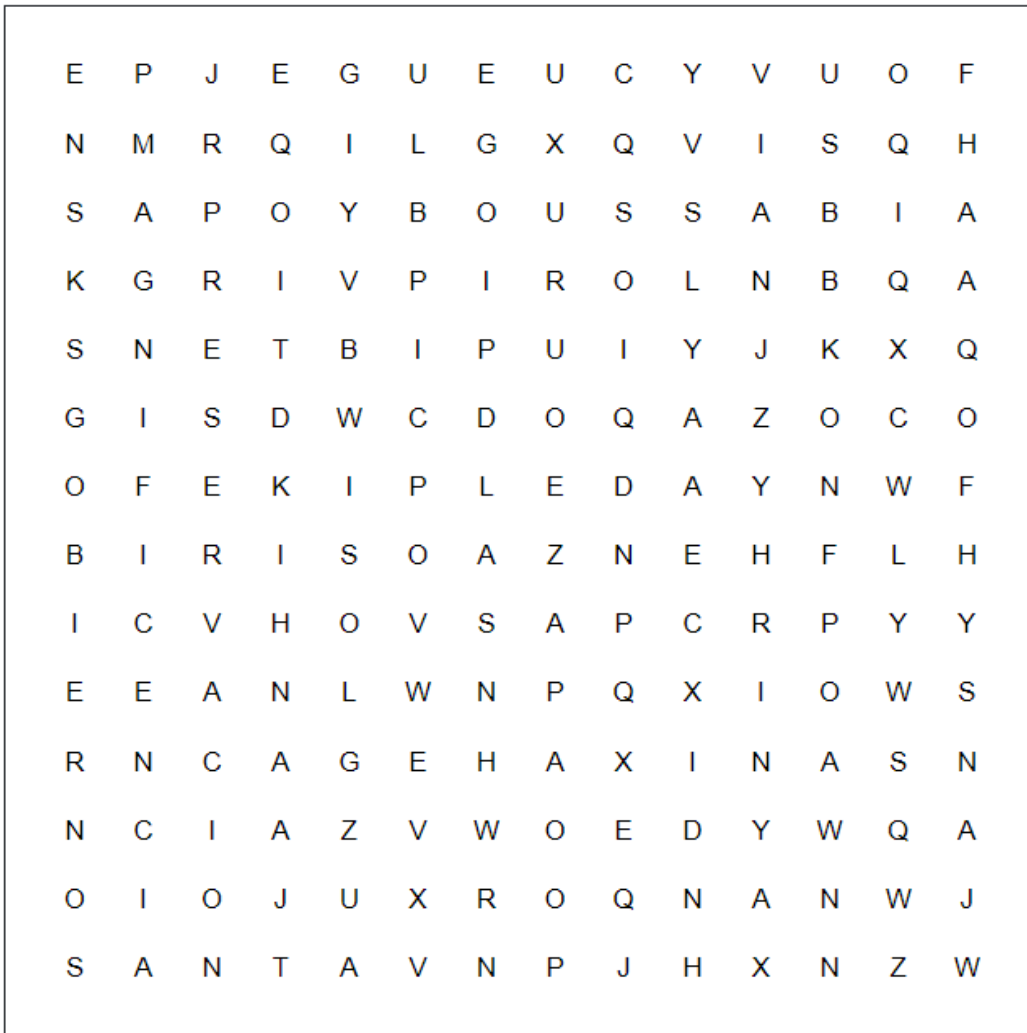 E P J E G U E U C Y V U O F
N M R Q I L G X Q V I S Q H
S A P O Y B O U S S A B I A
K G R I V P I R O L N B Q A
S N E T B I P U I Y J K X Q
G I S D W C D O Q A Z O C O
O F E K I P L E D A Y N W F
B I R I S O A Z N E H F L H
I C V H O V S A P C R P Y Y
E E A N L W N P Q X I O W S
R N C A G E H A X I N A S N
N C I A Z V W O E D Y W Q A
O I O J U X R O Q N A N W J
S A N T A V N P J H X N Z W